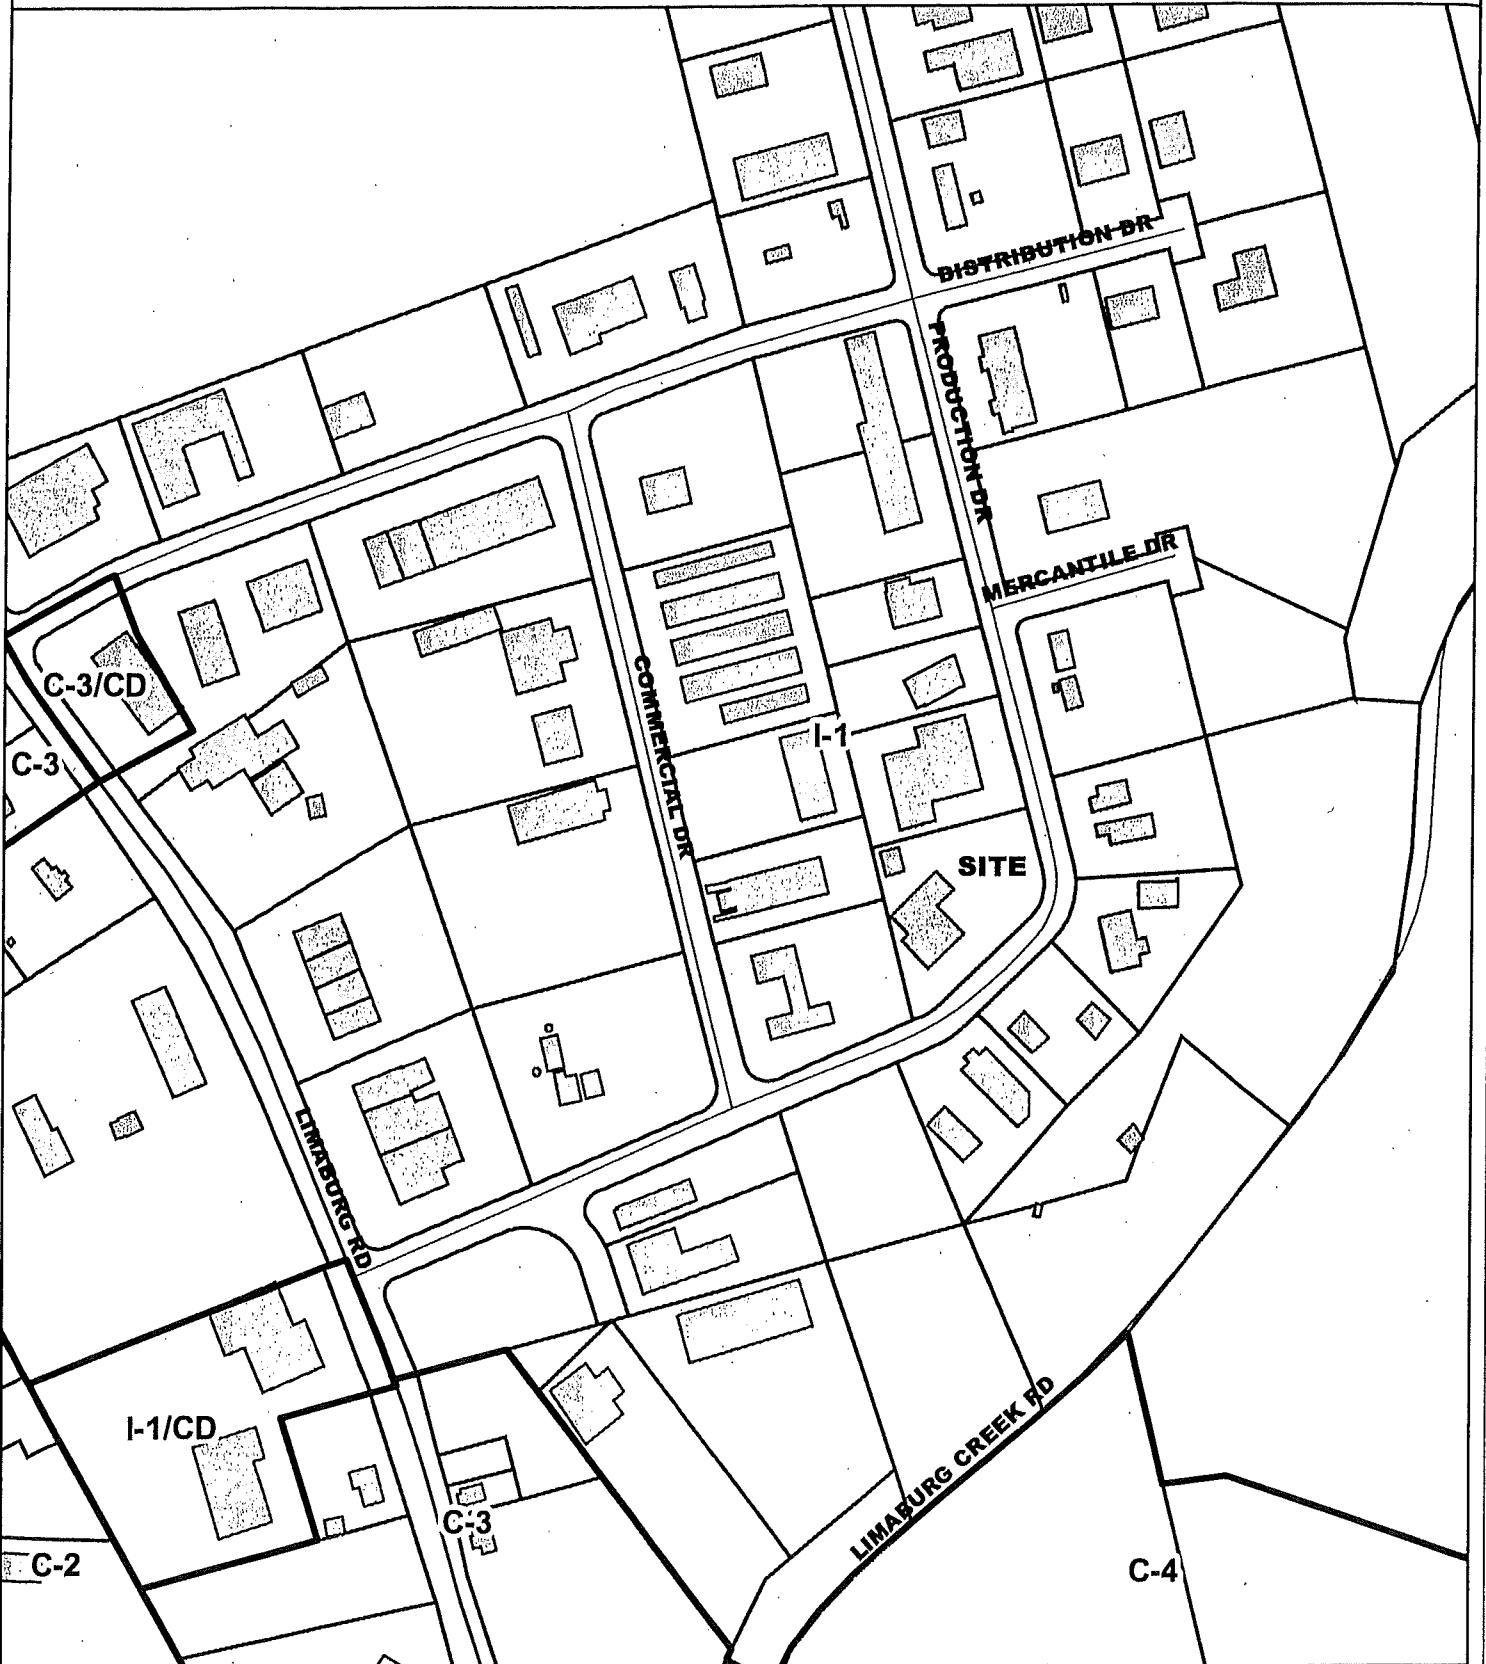 DISTRIBUTION DR
PRODUCTION DR
MERCANTILE DR
C-3/CD
COMMERCIAL DR
I-1
C-3
SITE
LIMABURG RD
I-1/CD
LIMABURG CREEK RD
C-3
C-2
C-4